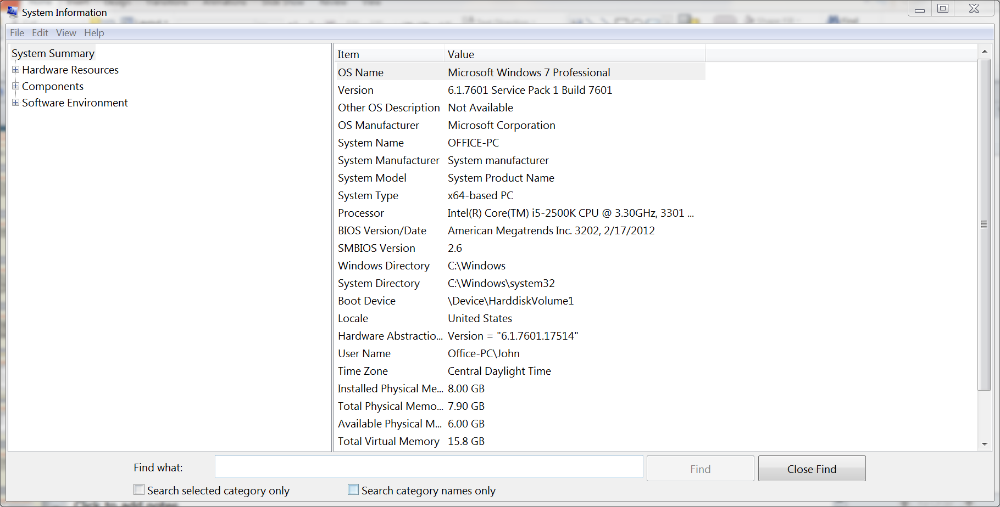 System Information
File Edit View Help
System Summary
Hardware Resources
Components
Software Environment
Item Value
OS Name Microsoft Windows 7 Professional
Version 6.1.7601 Service Pack 1 Build 7601
Other OS Description Not Available
OS Manufacturer Microsoft Corporation
System Name OFFICE-PC
System Manufacturer System manufacturer
System Model System Product Name
System Type x64-based PC
Processor Intel(R) Core(TM) i5-2500K CPU @ 3.30GHz, 3301 ...
BIOS Version/Date American Megatrends Inc. 3202, 2/17/2012
SMBIOS Version 2.6
Windows Directory C:\Windows
System Directory C:\Windows\system32
Boot Device \Device\HarddiskVolume1
Locale United States
Hardware Abstractio... Version = "6.1.7601.17514"
User Name Office-PC\John
Time Zone Central Daylight Time
Installed Physical Me... 8.00 GB
Total Physical Memo... 7.90 GB
Available Physical M... 6.00 GB
Total Virtual Memory 15.8 GB
Find what: Find Close Find
Search selected category only Search category names only